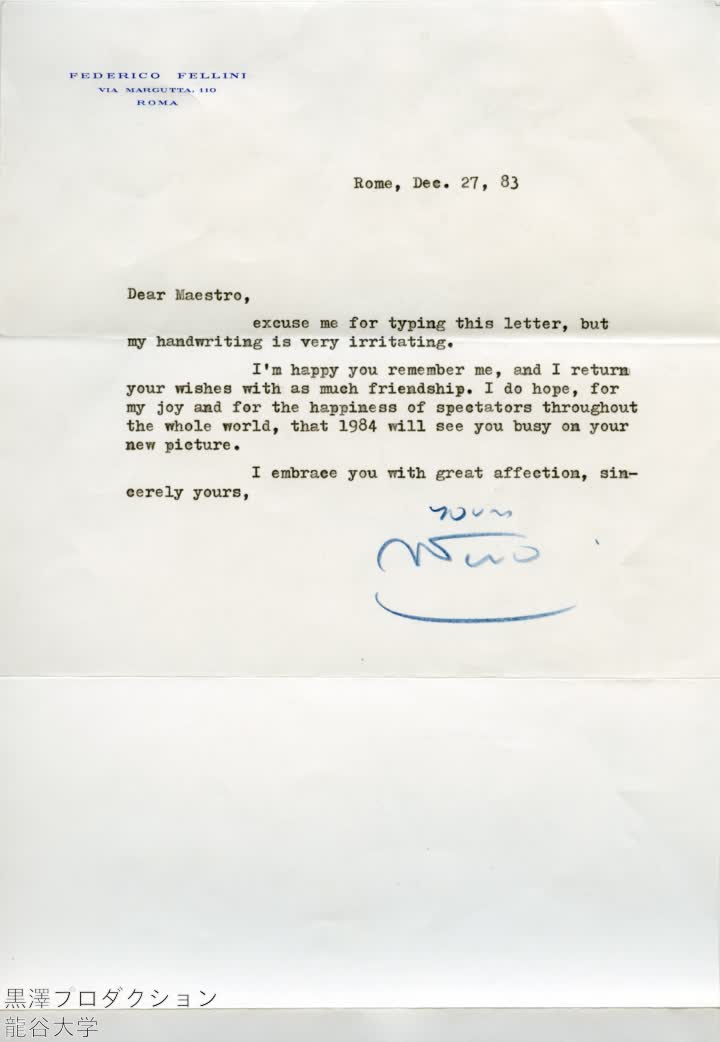 FEDERICO FELLINI
VIA MARGUTTA, 110
ROMA
Rome, Dec. 27, 83
Dear Maestro,
excuse me for typing this letter, but
my handwriting is very irritating.
I'm happy you remember me, and I return
your wishes with as much friendship. I do hope, for
my joy and for the happiness of spectators throughout
the whole world, that 1984 will see you busy on your
new picture.
I embrace you with great affection, sin-
cerely yours,
yours
黒澤プロダクション
龍谷大学